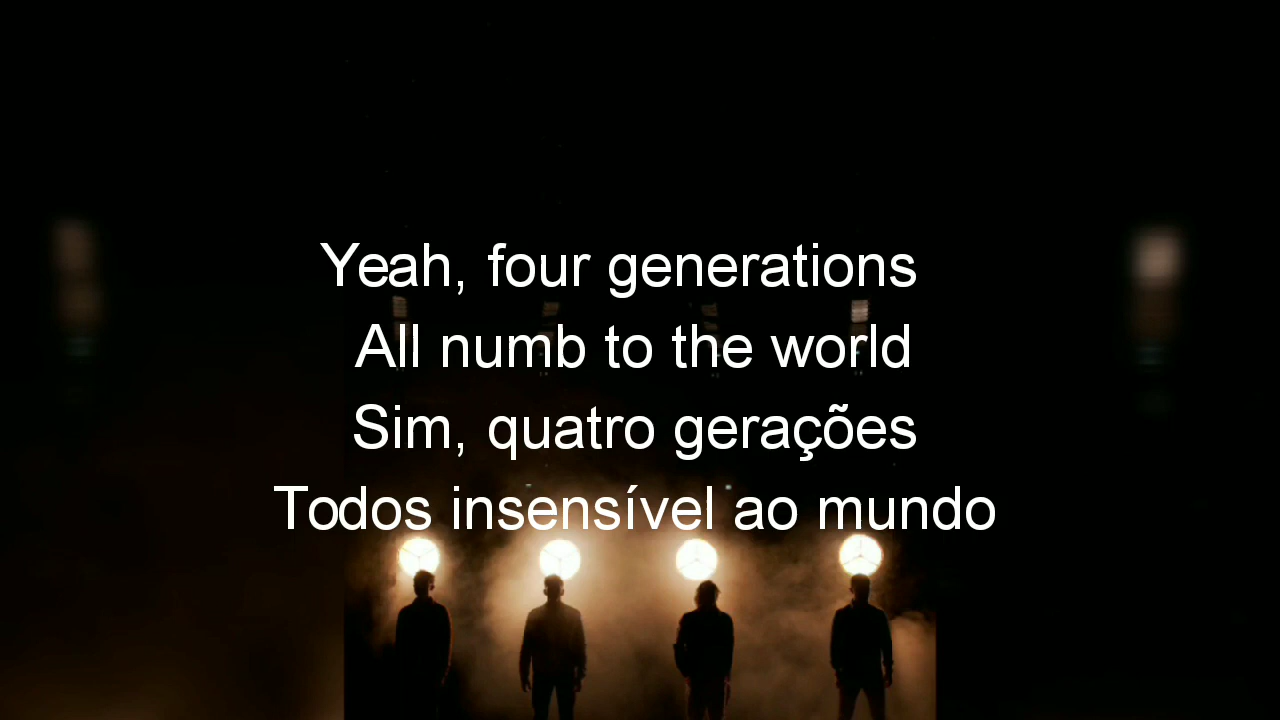 Yeah, four generations
All numb to the world
Sim, quatro gerações
Todos insensível ao mundo